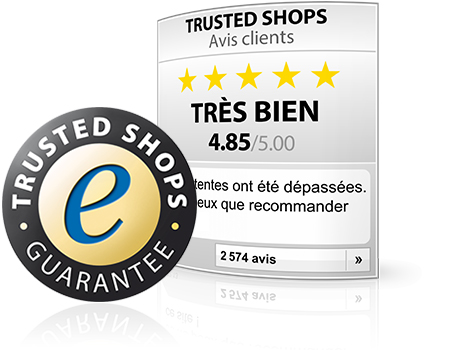 TRUSTED SHOPS
Avis clients
TRÈS BIEN
4.85/5.00
tentes ont été dépassées.
eux que recommander
2 574 avis »
TRUSTED SHOPS
e
GUARANTEE